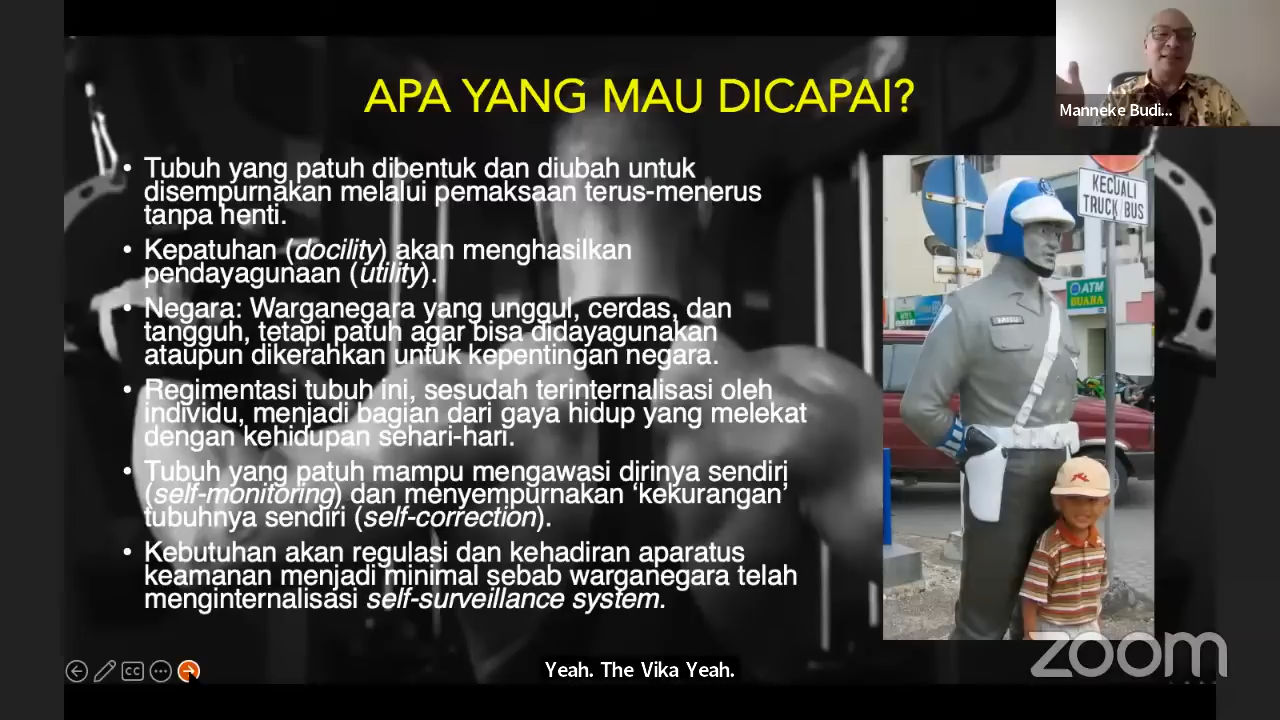 APA YANG MAU DICAPAI?
Manneke Budi...
• Tubuh yang patuh dibentuk dan diubah untuk
disempurnakan melalui pemaksaan terus-menerus
tanpa henti.
• Kepatuhan (docility) akan menghasilkan
pendayagunaan (utility).
• Negara: Warganegara yang unggul, cerdas, dan
tangguh, tetapi patuh agar bisa didayagunakan
ataupun dikerahkan untuk kepentingan negara.
• Regimentasi tubuh ini, sesudah terinternalisasi oleh
individu, menjadi bagian dari gaya hidup yang melekat
dengan kehidupan sehari-hari.
• Tubuh yang patuh mampu mengawasi dirinya sendiri
(self-monitoring) dan menyempurnakan ‘kekurangan’
tubuhnya sendiri (self-correction).
• Kebutuhan akan regulasi dan kehadiran aparatus
keamanan menjadi minimal sebab warganegara telah
menginternalisasi self-surveillance system.
KECUALI
TRUCK/BUS
ATM
BUANA
CC
Yeah. The Vika Yeah.
zoom